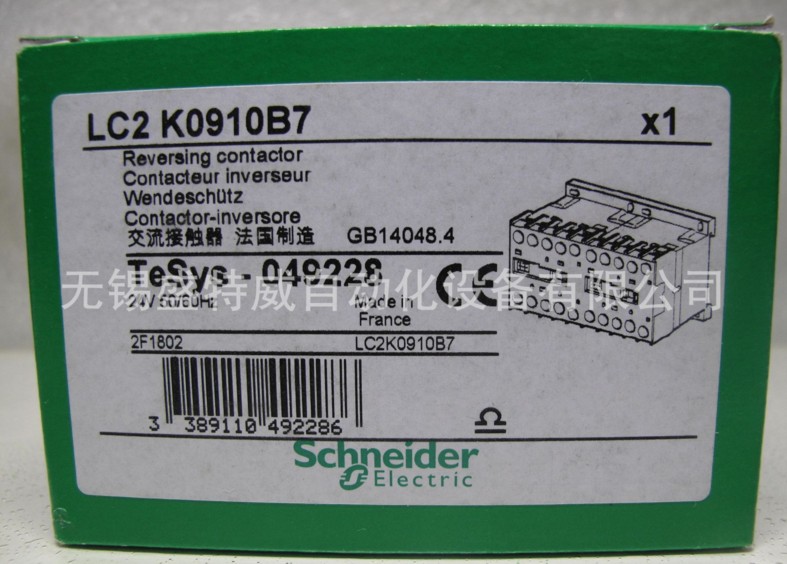 LC2 K0910B7 x1
Reversing contactor
Contacteur inverseur
Wendeschütz
Contactor-inversore
交流接触器 法国制造 GB14048.4
TeSys - 049228
无锡盛特威自动化设备有限公司
24V 50/60Hz Made in
France
2F1802 LC2K0910B7
3 389110 492286
Schneider
Electric